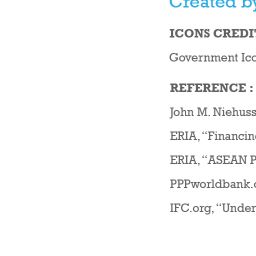 Created by
ICONS CREDI
Government Ico
REFERENCE :
John M. Niehuss
ERIA, “Financin
ERIA, “ASEAN P
PPPworldbank.
IFC.org, “Under